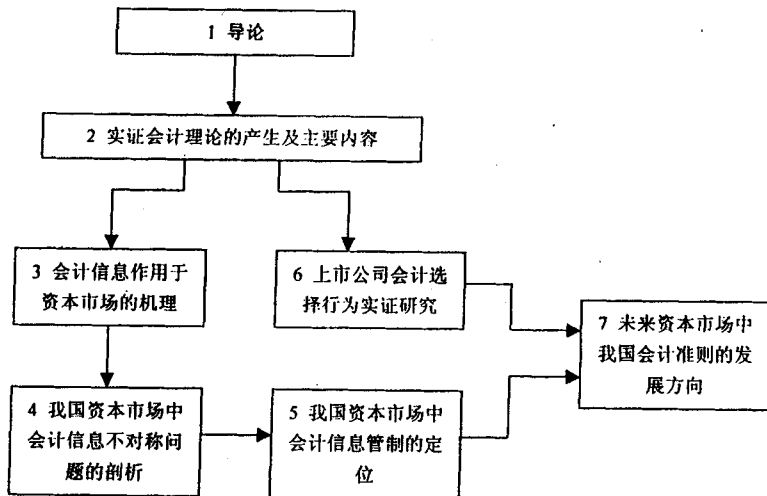 1 导论
2 实证会计理论的产生及主要内容
3 会计信息作用于
资本市场的机理
6 上市公司会计选
择行为实证研究
7 未来资本市场中
我国会计准则的发
展方向
4 我国资本市场中
会计信息不对称问
题的剖析
5 我国资本市场中
会计信息管制的定
位